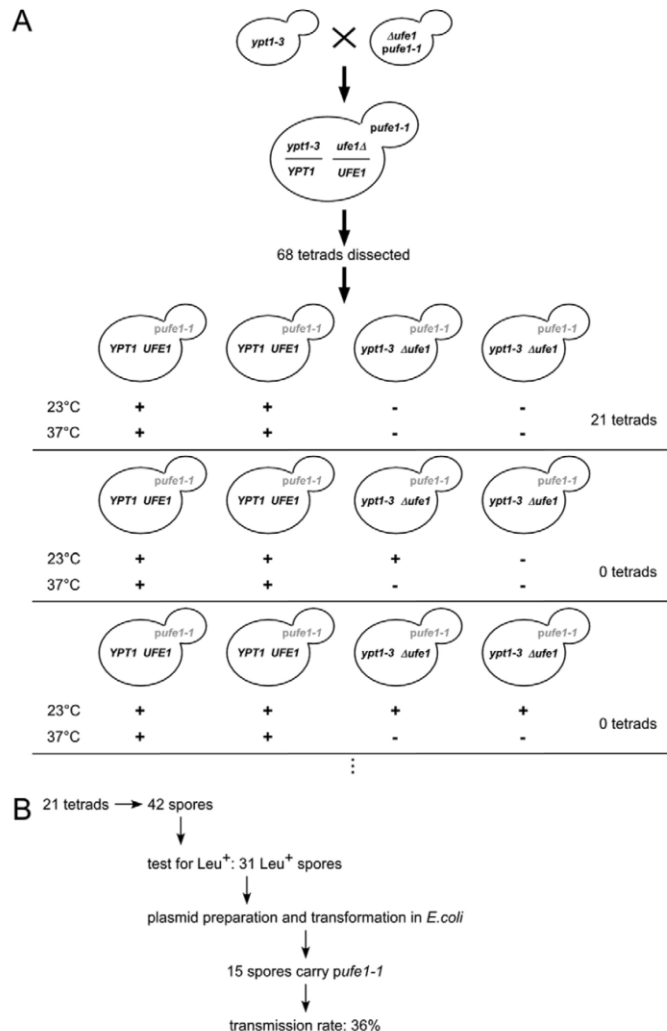 A
ypt1-3
Δufe1
pufe1-1
pufe1-1
ypt1-3 ufe1Δ
YPT1 UFE1
68 tetrads dissected
pufe1-1 pufe1-1 pufe1-1 pufe1-1
YPT1 UFE1 YPT1 UFE1 ypt1-3 Δufe1 ypt1-3 Δufe1
23°C + + - -
37°C + + - -
21 tetrads
pufe1-1 pufe1-1 pufe1-1 pufe1-1
YPT1 UFE1 YPT1 UFE1 ypt1-3 Δufe1 ypt1-3 Δufe1
23°C + + + -
37°C + + - -
0 tetrads
pufe1-1 pufe1-1 pufe1-1 pufe1-1
YPT1 UFE1 YPT1 UFE1 ypt1-3 Δufe1 ypt1-3 Δufe1
23°C + + + +
37°C + + - -
0 tetrads
⋮
B
21 tetrads → 42 spores
test for Leu⁺: 31 Leu⁺ spores
plasmid preparation and transformation in E.coli
15 spores carry pufe1-1
transmission rate: 36%